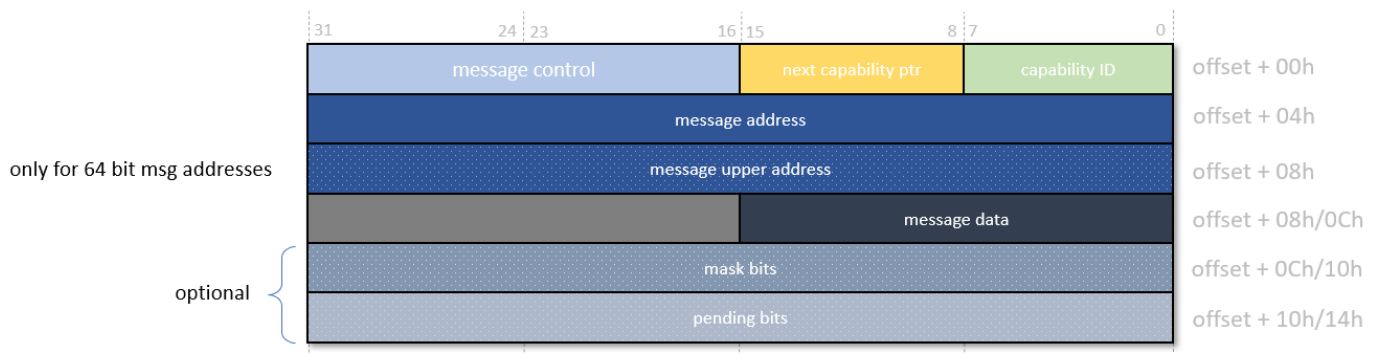 31 24 23 16 15 8 7 0
message control next capability ptr capability ID offset + 00h
message address offset + 04h
only for 64 bit msg addresses message upper address offset + 08h
message data offset + 08h/0Ch
mask bits offset + 0Ch/10h
optional
pending bits offset + 10h/14h